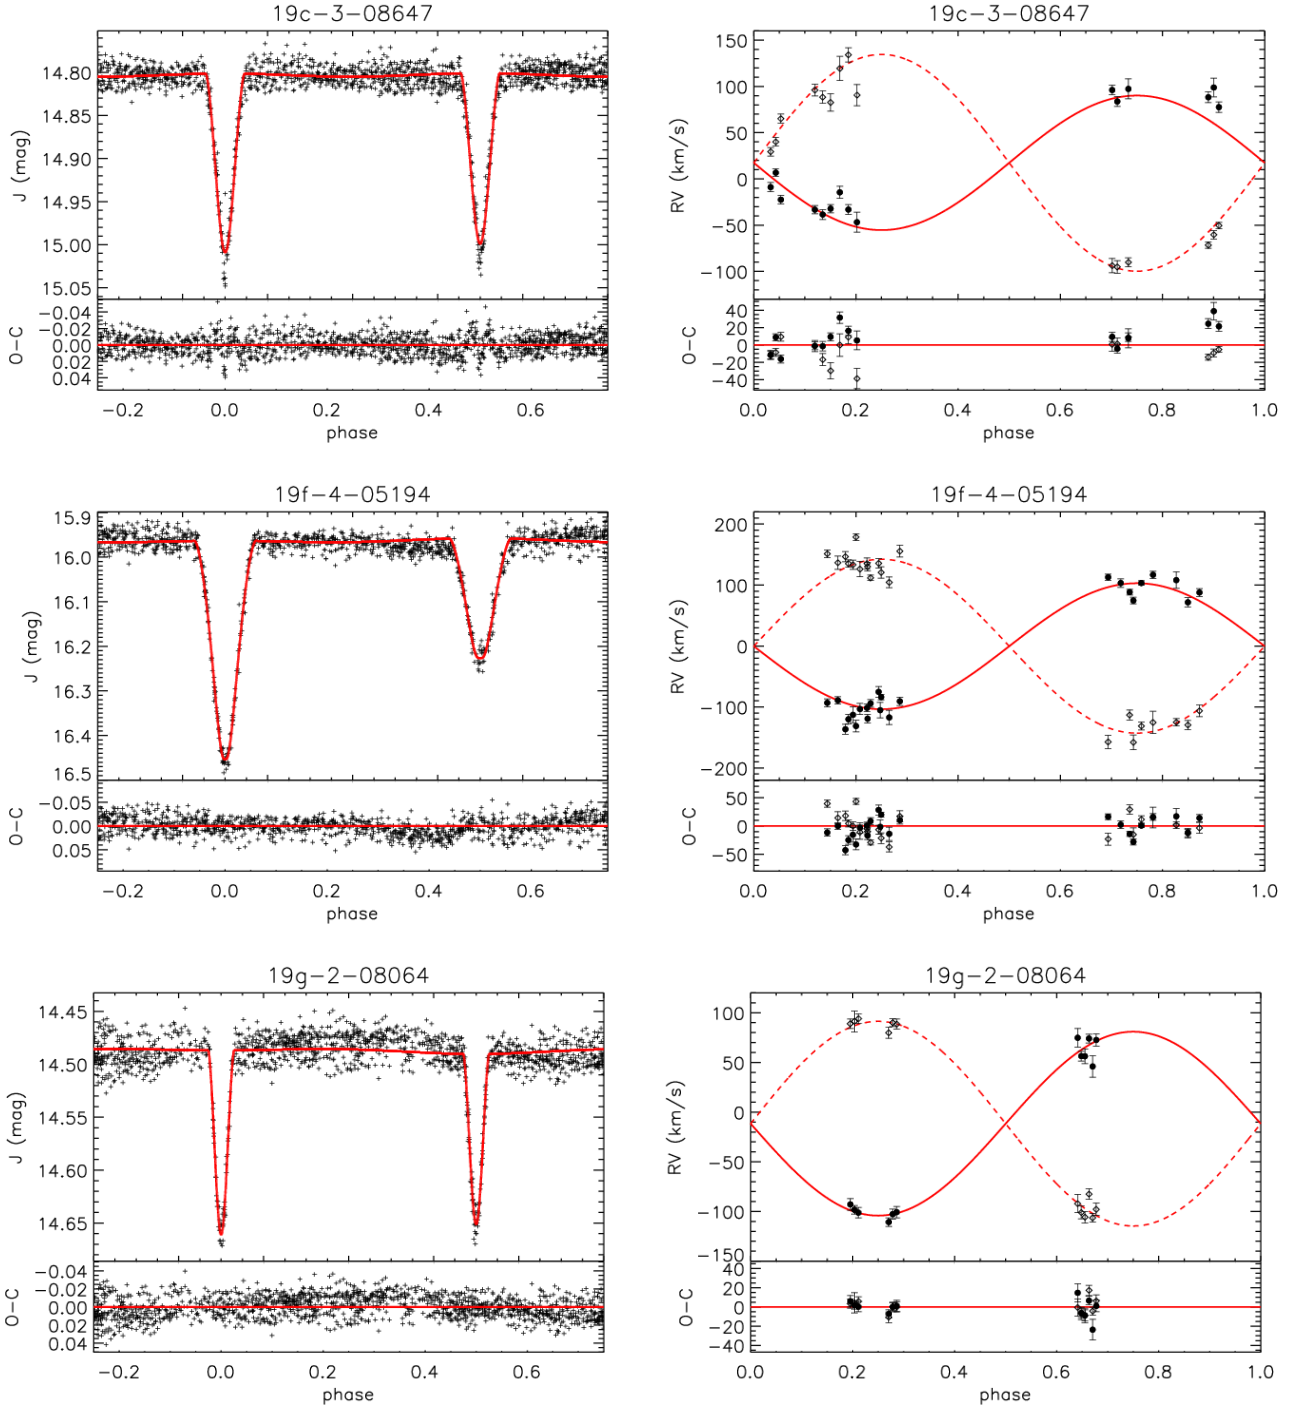 19c-3-08647
14.80
14.85
14.90
14.95
15.00
15.05
J (mag)
-0.04
-0.02
0.00
0.02
0.04
O-C
-0.2 0.0 0.2 0.4 0.6
phase
19c-3-08647
150
100
50
0
-50
-100
RV (km/s)
40
20
0
-20
-40
O-C
0.0 0.2 0.4 0.6 0.8 1.0
phase
19f-4-05194
15.9
16.0
16.1
16.2
16.3
16.4
16.5
J (mag)
-0.05
0.00
0.05
O-C
-0.2 0.0 0.2 0.4 0.6
phase
19f-4-05194
200
100
0
-100
-200
RV (km/s)
50
0
-50
O-C
0.0 0.2 0.4 0.6 0.8 1.0
phase
19g-2-08064
14.45
14.50
14.55
14.60
14.65
J (mag)
-0.04
-0.02
0.00
0.02
0.04
O-C
-0.2 0.0 0.2 0.4 0.6
phase
19g-2-08064
100
50
0
-50
-100
-150
RV (km/s)
40
20
0
-20
-40
O-C
0.0 0.2 0.4 0.6 0.8 1.0
phase